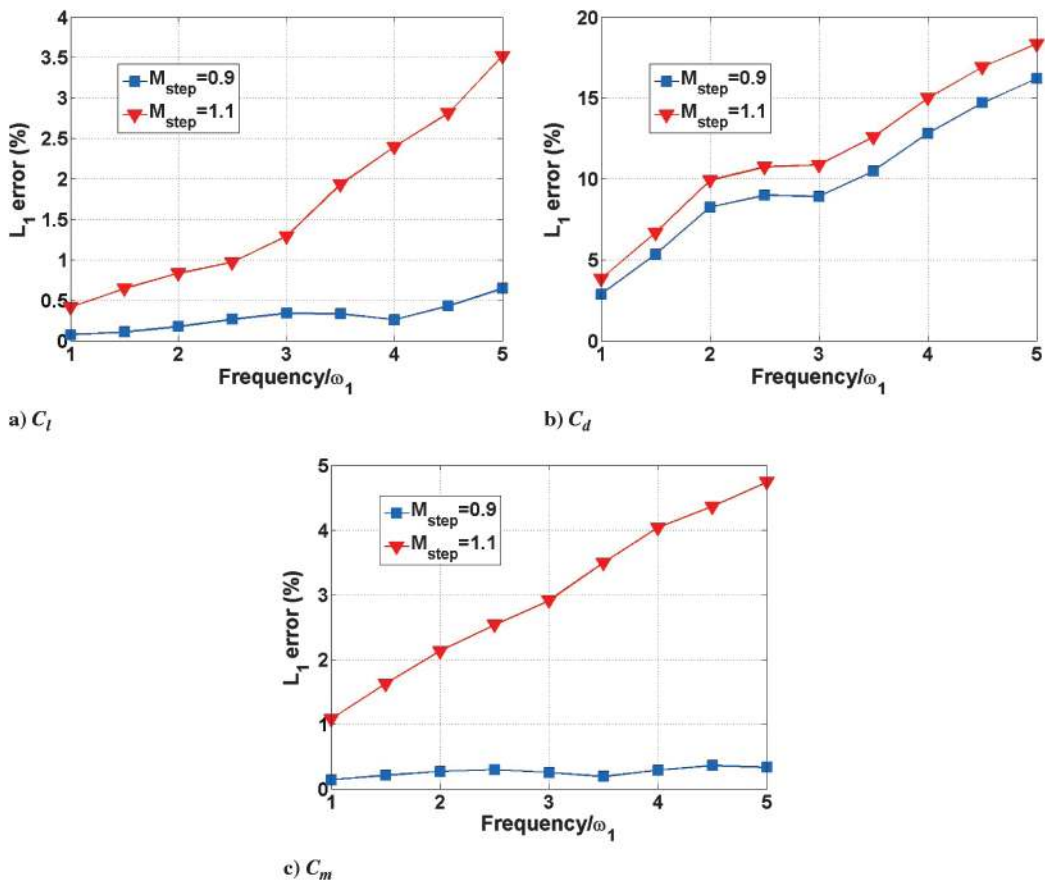 4
3.5
3
2.5
2
1.5
1
0.5
0
L1 error (%)
Mstep=0.9
Mstep=1.1
1 2 3 4 5
Frequency/ω1
a) Cl
20
15
10
5
0
L1 error (%)
Mstep=0.9
Mstep=1.1
1 2 3 4 5
Frequency/ω1
b) Cd
5
4
3
2
1
0
L1 error (%)
Mstep=0.9
Mstep=1.1
1 2 3 4 5
Frequency/ω1
c) Cm